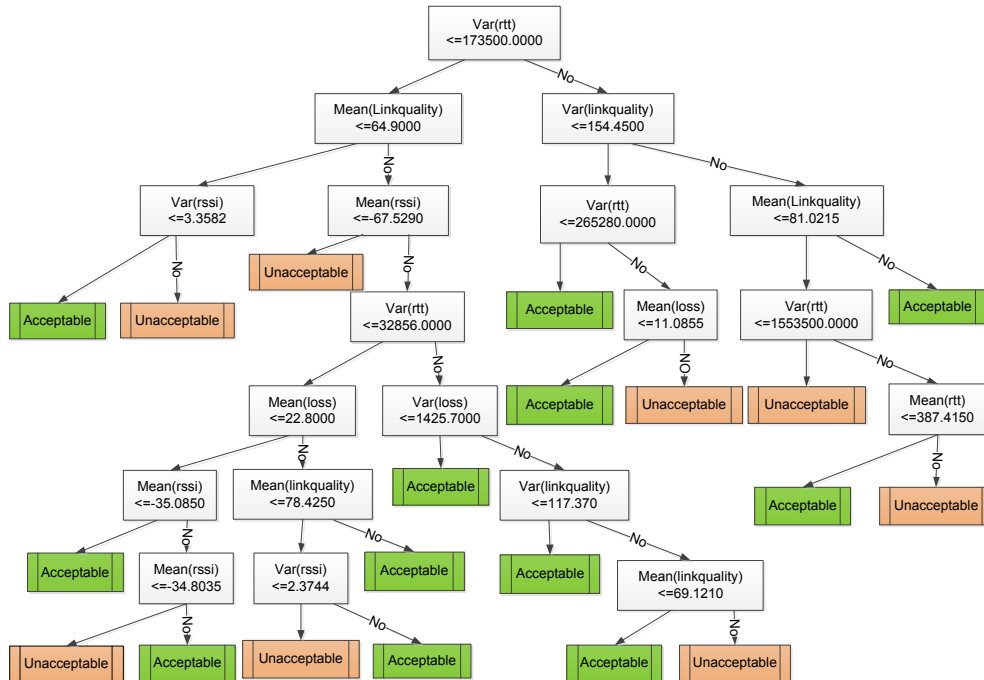 Var(rtt)
<=173500.0000
No
Mean(Linkquality)
<=64.9000
Var(linkquality)
<=154.4500
No
No
Var(rssi)
<=3.3582
Mean(rssi)
<=-67.5290
Var(rtt)
<=265280.0000
Mean(Linkquality)
<=81.0215
No
No
No
No
Unacceptable
Acceptable
Unacceptable
Var(rtt)
<=32856.0000
Acceptable
Mean(loss)
<=11.0855
Var(rtt)
<=1553500.0000
Acceptable
No
NO
No
Mean(loss)
<=22.8000
Var(loss)
<=1425.7000
Acceptable
Unacceptable
Unacceptable
Mean(rtt)
<=387.4150
No
No
No
Mean(rssi)
<=-35.0850
Mean(linkquality)
<=78.4250
Acceptable
Var(linkquality)
<=117.370
Acceptable
Unacceptable
No
No
No
Acceptable
Mean(rssi)
<=-34.8035
Var(rssi)
<=2.3744
Acceptable
Acceptable
Mean(linkquality)
<=69.1210
No
No
No
Unacceptable
Acceptable
Unacceptable
Acceptable
Acceptable
Unacceptable